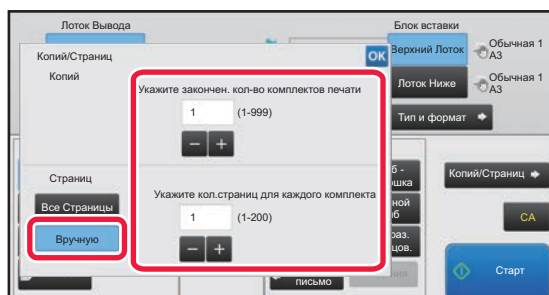 Лоток Вывода
Блок вставки
Копий/Страниц
OK
Верхний Лоток
Обычная 1
A3
Копий
Укажите закончен. кол-во комплектов печати
1 (1-999)
Лоток Ниже
Обычная 1
A3
Тип и формат
Страниц
Укажите кол.страниц для каждого комплекта
Копий/Страниц
Все Страницы
1 (1-200)
CA
Вручную
письмо
Старт